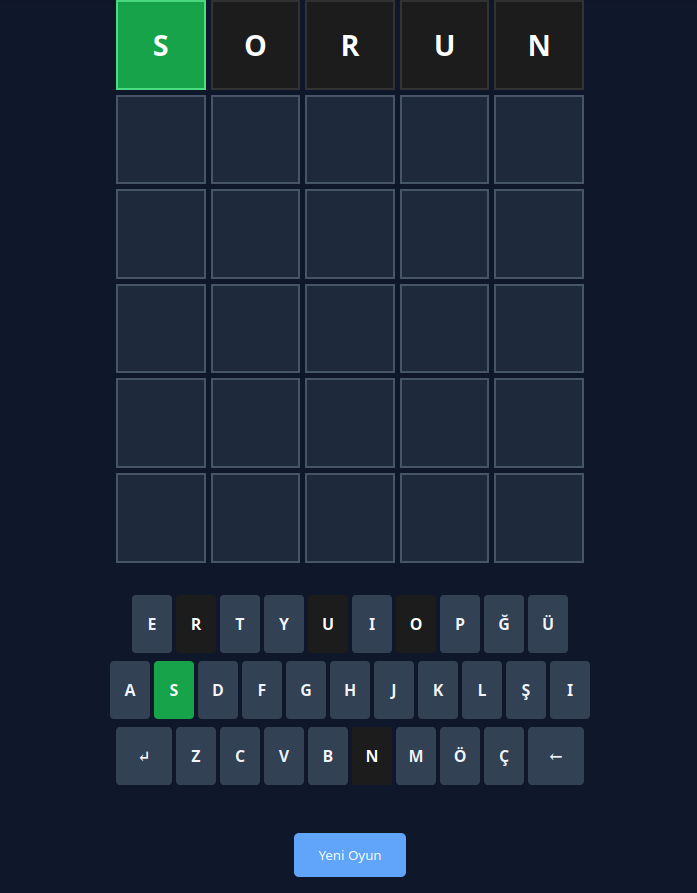 S O R U N
E R T Y U I O P Ğ Ü
A S D F G H J K L Ş I
↵ Z C V B N M Ö Ç ←
Yeni Oyun